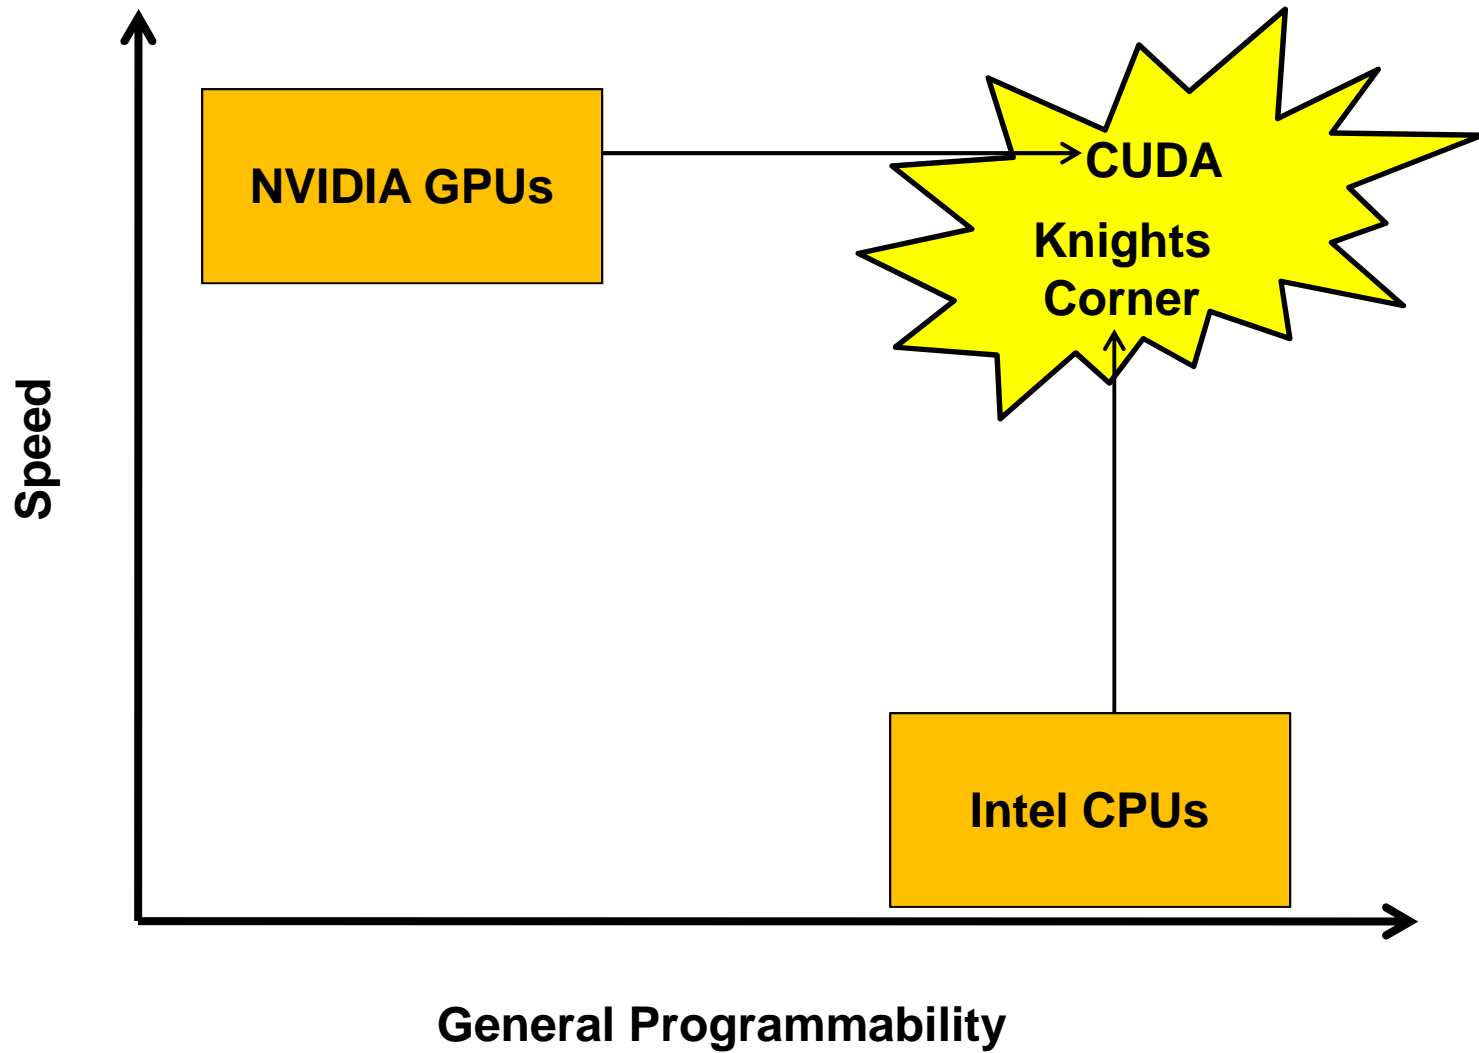 NVIDIA GPUs
CUDA
Knights
Corner
Speed
Intel CPUs
General Programmability